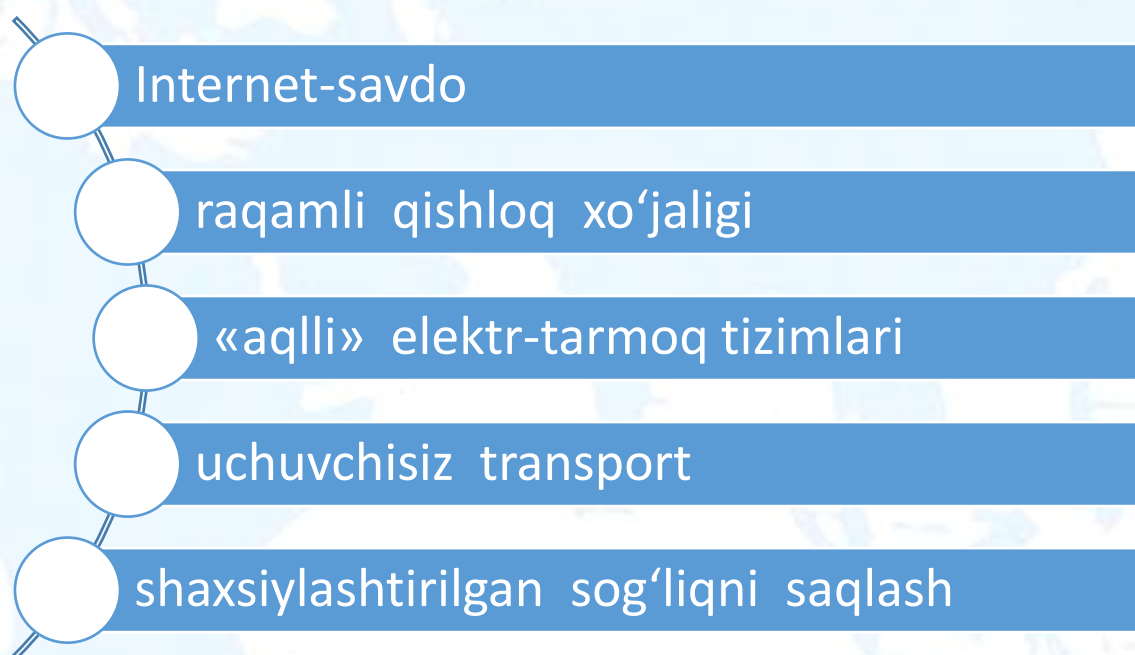 Internet-savdo
raqamli qishloq xo‘jaligi
«aqlli» elektr-tarmoq tizimlari
uchuvchisiz transport
shaxsiylashtirilgan sog‘liqni saqlash